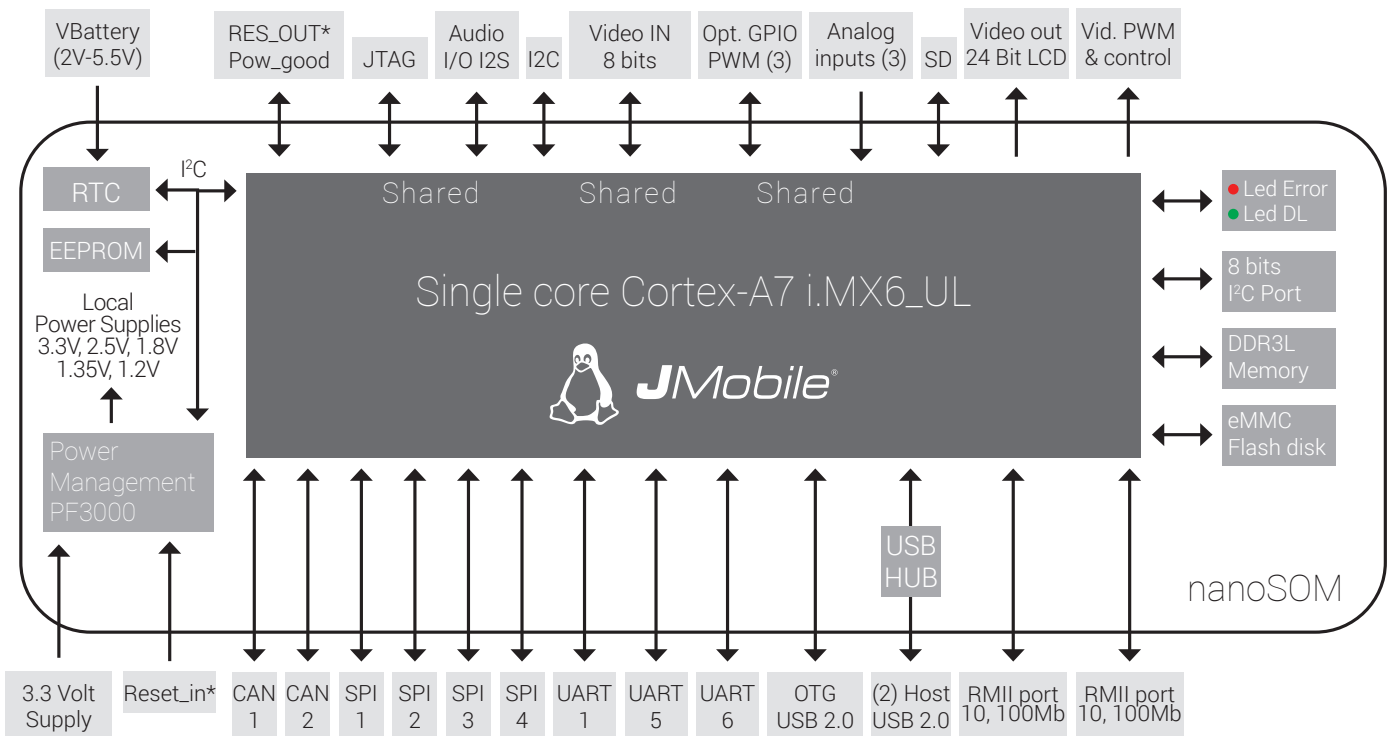 VBattery
(2V-5.5V)
RES_OUT*
Pow_good
JTAG
Audio
I/O I2S
I2C
Video IN
8 bits
Opt. GPIO
PWM (3)
Analog
inputs (3)
SD
Video out
24 Bit LCD
Vid. PWM
& control
I²C
RTC
EEPROM
Local
Power Supplies
3.3V, 2.5V, 1.8V
1.35V, 1.2V
Power
Management
PF3000
Shared
Shared
Shared
Single core Cortex-A7 i.MX6_UL
JMobile®
Led Error
Led DL
8 bits
I²C Port
DDR3L
Memory
eMMC
Flash disk
USB
HUB
nanoSOM
3.3 Volt
Supply
Reset_in*
CAN
1
CAN
2
SPI
1
SPI
2
SPI
3
SPI
4
UART
1
UART
5
UART
6
OTG
USB 2.0
(2) Host
USB 2.0
RMII port
10, 100Mb
RMII port
10, 100Mb